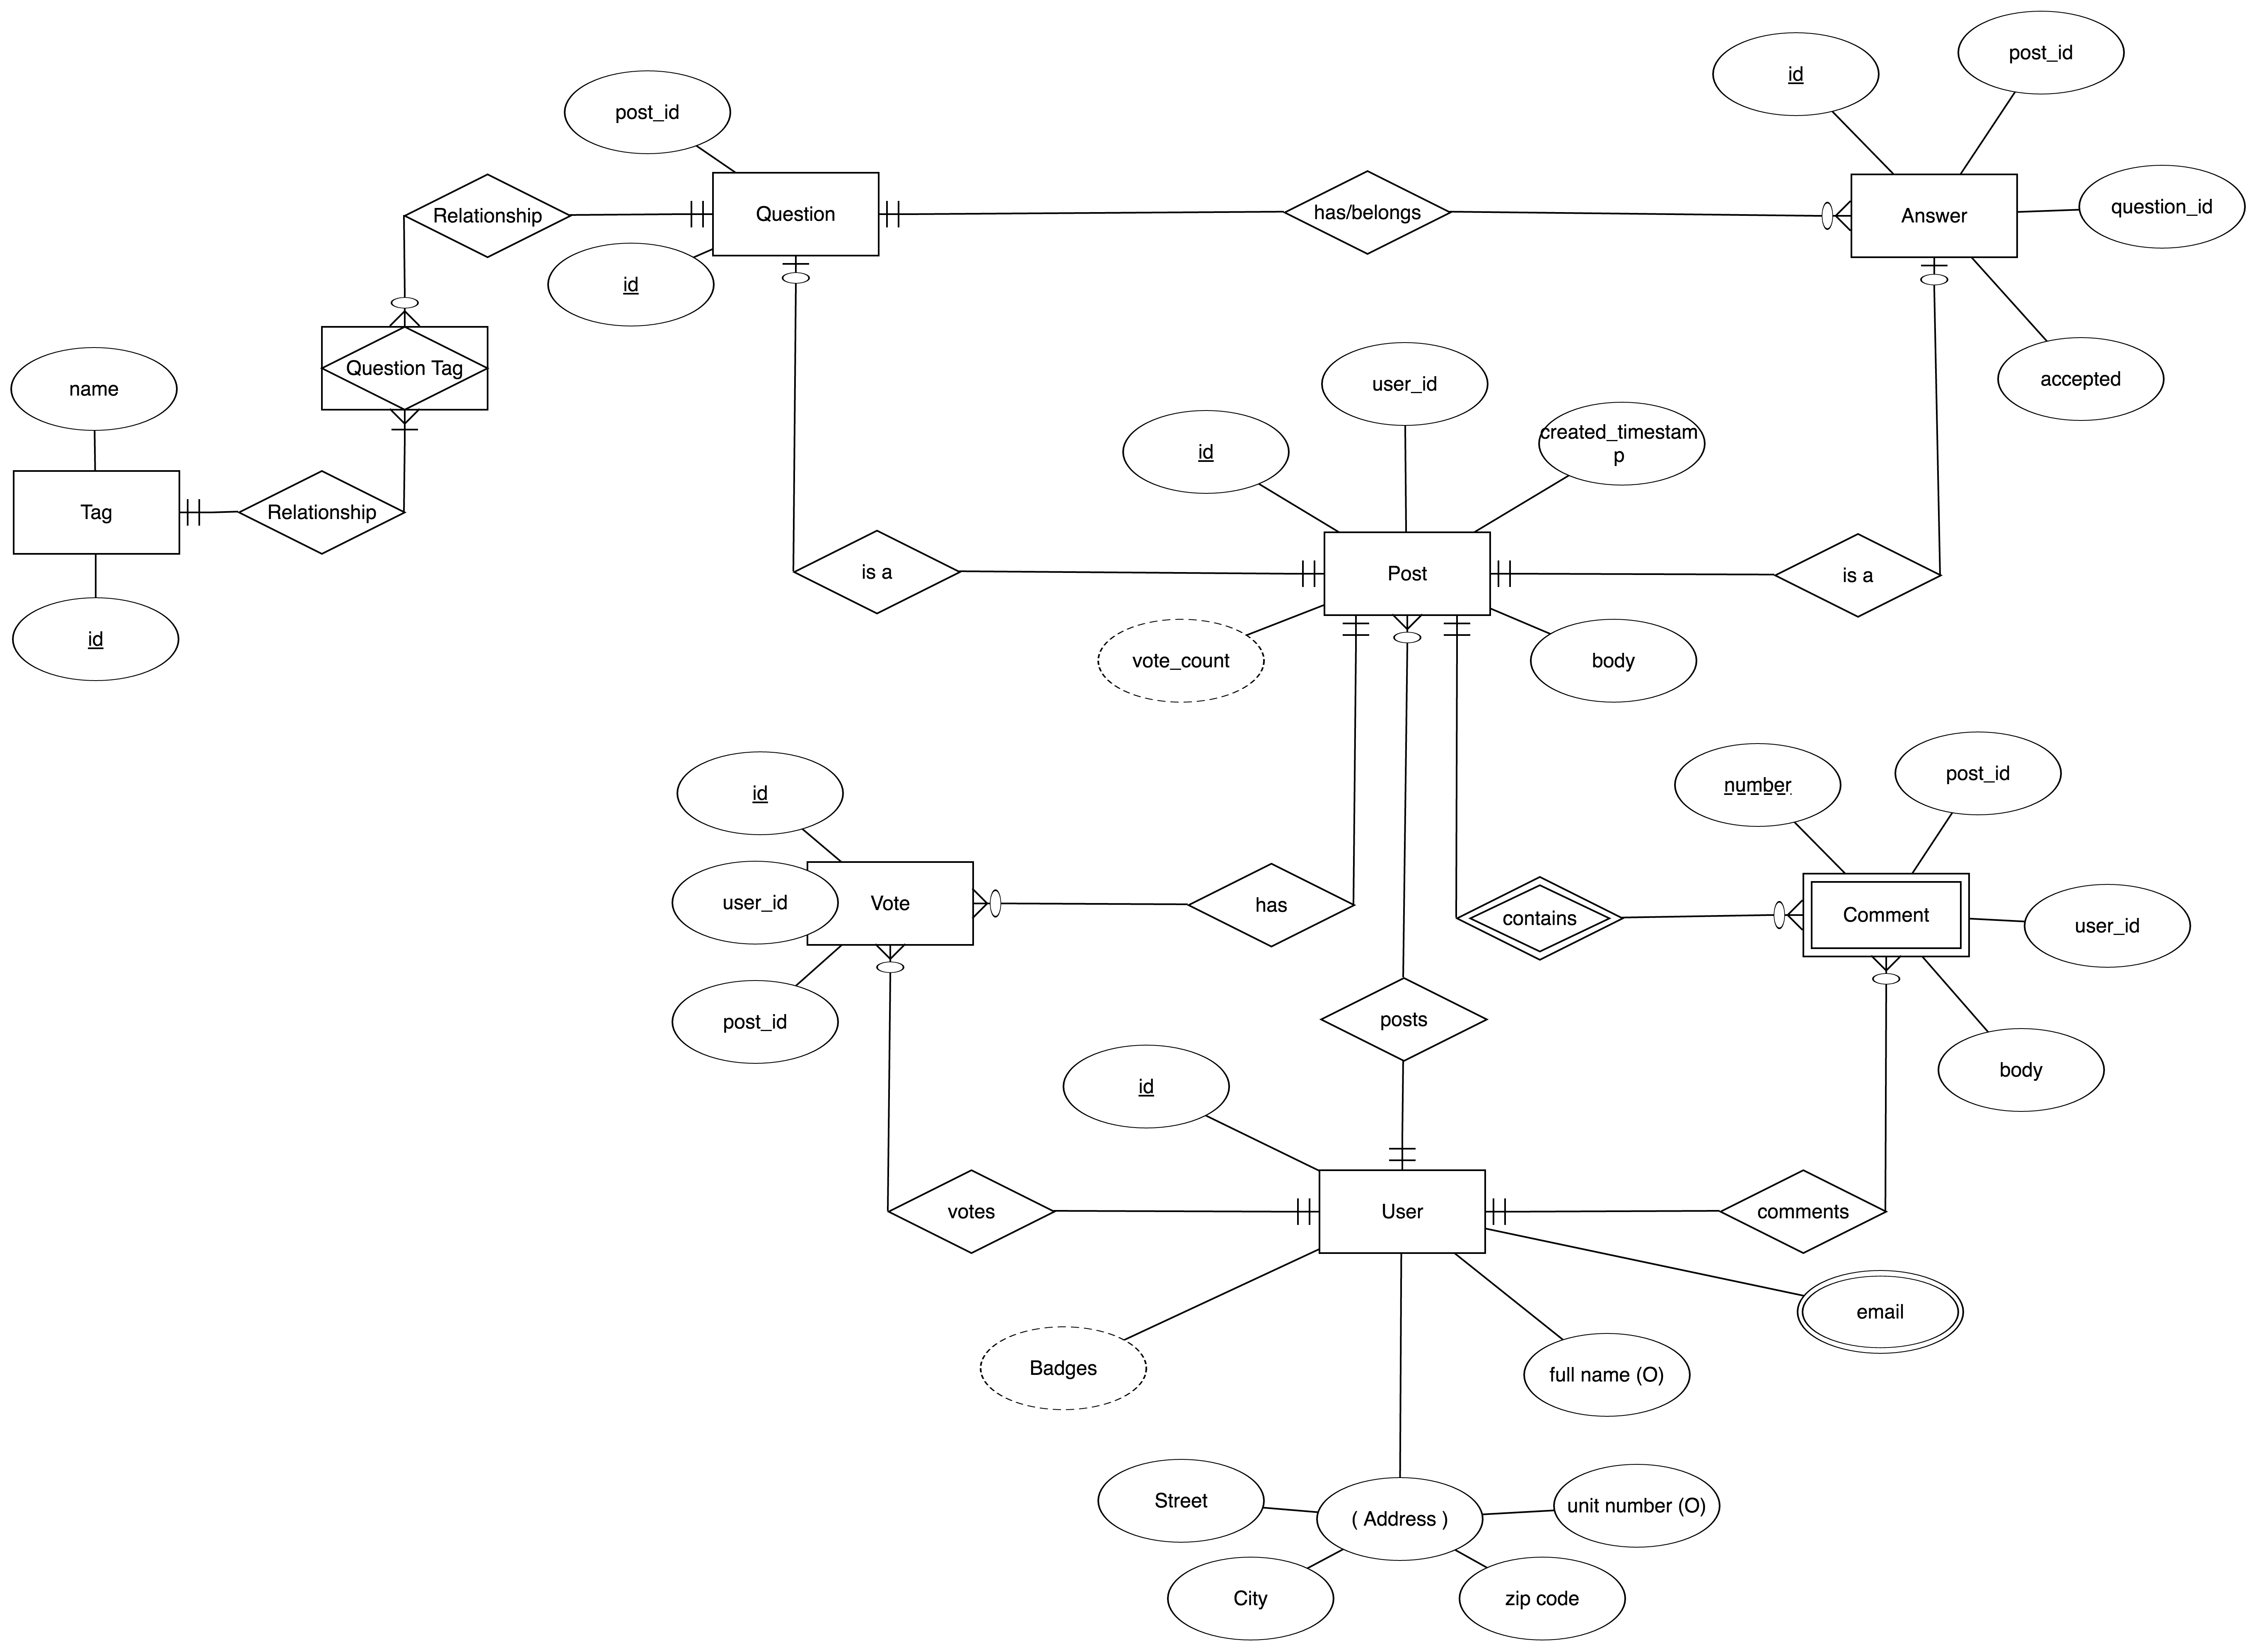 id
post_id
post_id
question_id
Relationship
Question
has/belongs
Answer
id
Question Tag
accepted
name
user_id
created_timestam
p
id
Tag
Relationship
is a
Post
is a
id
vote_count
body
id
number
post_id
user_id
Vote
has
contains
Comment
user_id
post_id
posts
body
id
votes
User
comments
email
Badges
full name (O)
Street
( Address )
unit number (O)
City
zip code